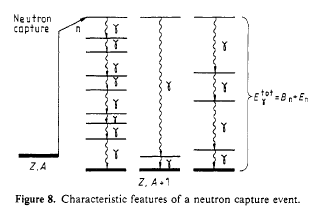 Neutron
capture
n
γ γ γ
γ
γ γ γ
γ
γ
γ
γ
γ
E_γ^tot = B_n + E_n
Z, A
Z, A+1
Figure 8. Characteristic features of a neutron capture event.